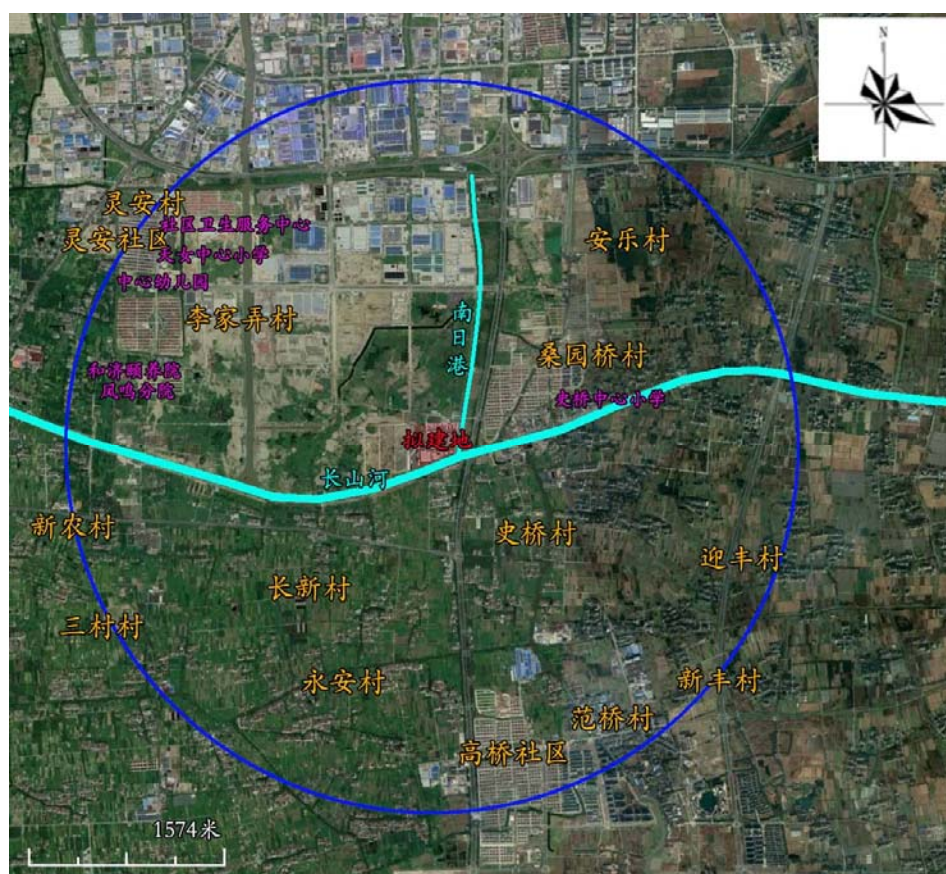 N
灵安村
社区卫生服务中心
灵安社区
安乐村
天女中心小学
中心幼儿园
李家弄村
南日港
桑园桥村
和济颐养院
凤鸣分院
史桥中心小学
拟建地
长山河
新农村
史桥村
迎丰村
长新村
三村村
永安村
新丰村
范桥村
高桥社区
1574米